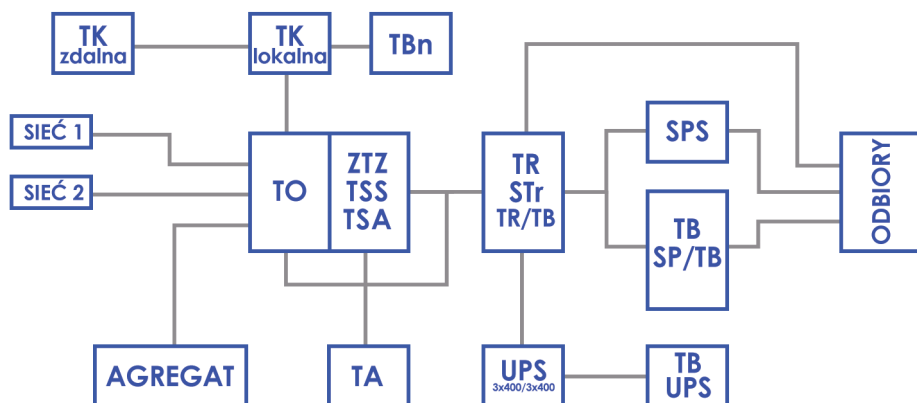 TK
zdalna
TK
lokalna
TBn
SIEĆ 1
SIEĆ 2
TO
ZTZ
TSS
TSA
TR
STr
TR/TB
SPS
TB
SP/TB
ODBIORY
AGREGAT
TA
UPS
3x400/3x400
TB
UPS